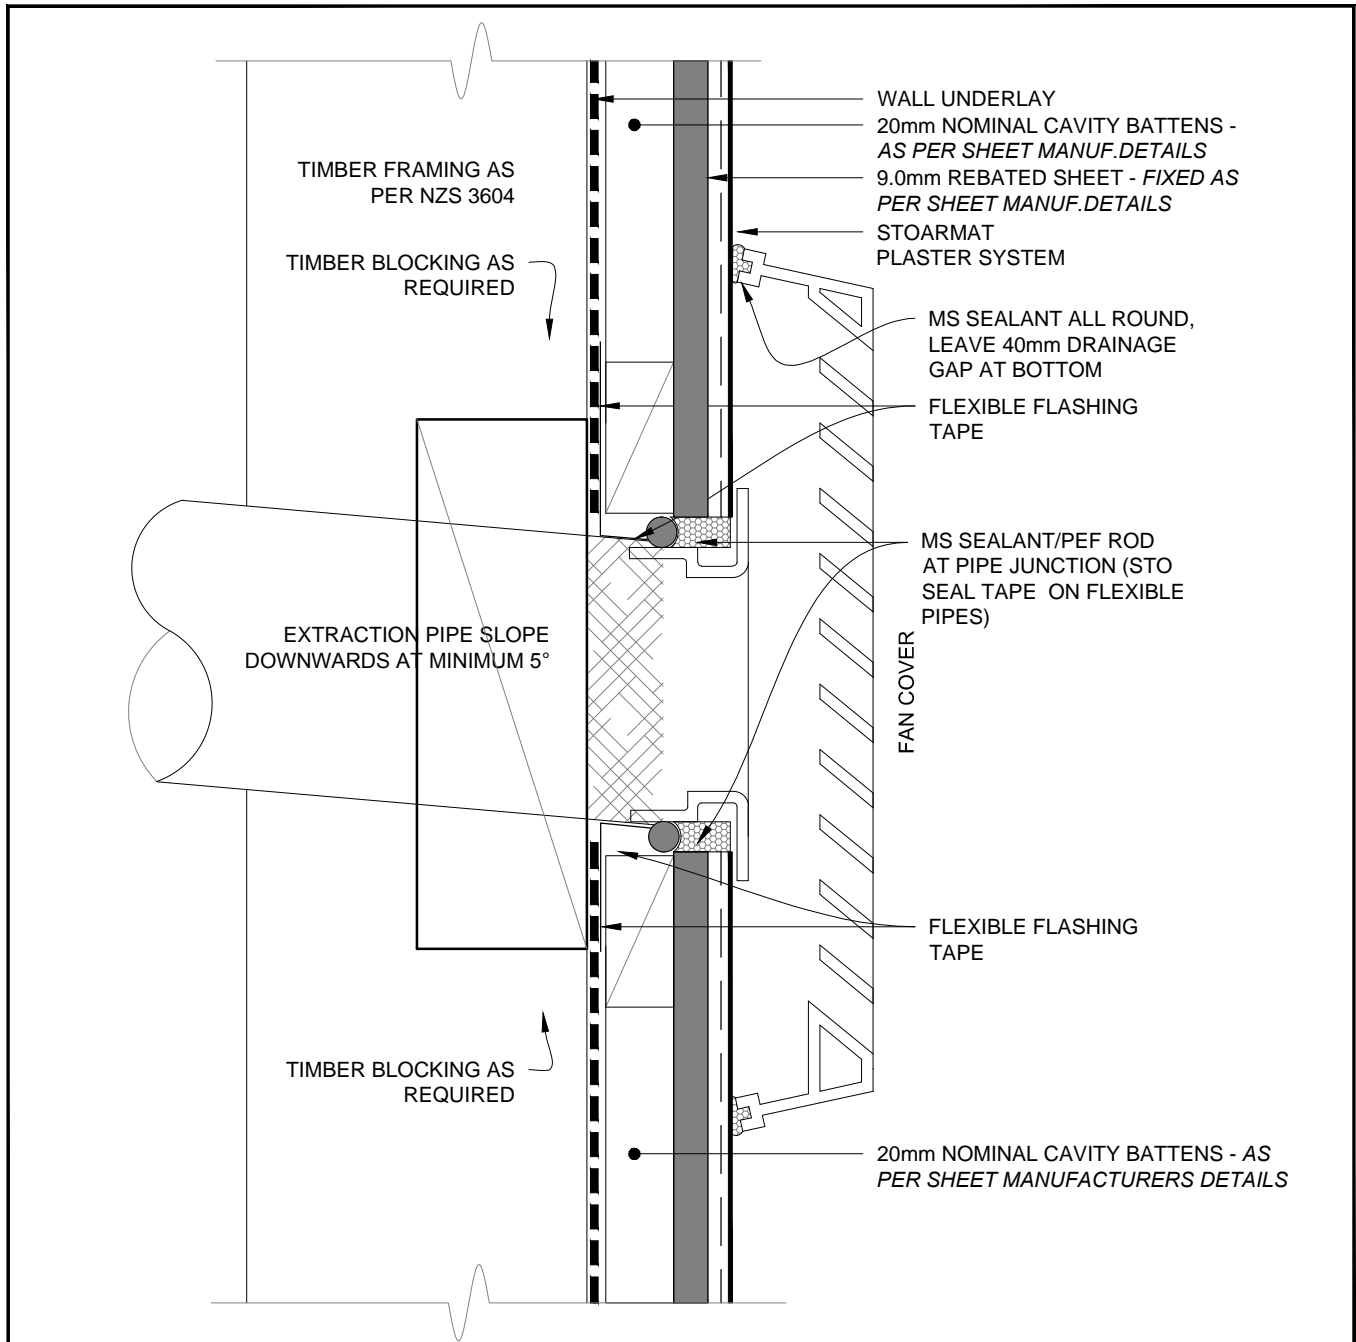 WALL UNDERLAY
20mm NOMINAL CAVITY BATTENS -
AS PER SHEET MANUF.DETAILS
9.0mm REBATED SHEET - FIXED AS
PER SHEET MANUF.DETAILS
STOARMAT
PLASTER SYSTEM
TIMBER FRAMING AS
PER NZS 3604
TIMBER BLOCKING AS
REQUIRED
MS SEALANT ALL ROUND,
LEAVE 40mm DRAINAGE
GAP AT BOTTOM
FLEXIBLE FLASHING
TAPE
MS SEALANT/PEF ROD
AT PIPE JUNCTION (STO
SEAL TAPE ON FLEXIBLE
PIPES)
EXTRACTION PIPE SLOPE
DOWNWARDS AT MINIMUM 5°
FAN COVER
FLEXIBLE FLASHING
TAPE
TIMBER BLOCKING AS
REQUIRED
20mm NOMINAL CAVITY BATTENS - AS
PER SHEET MANUFACTURERS DETAILS